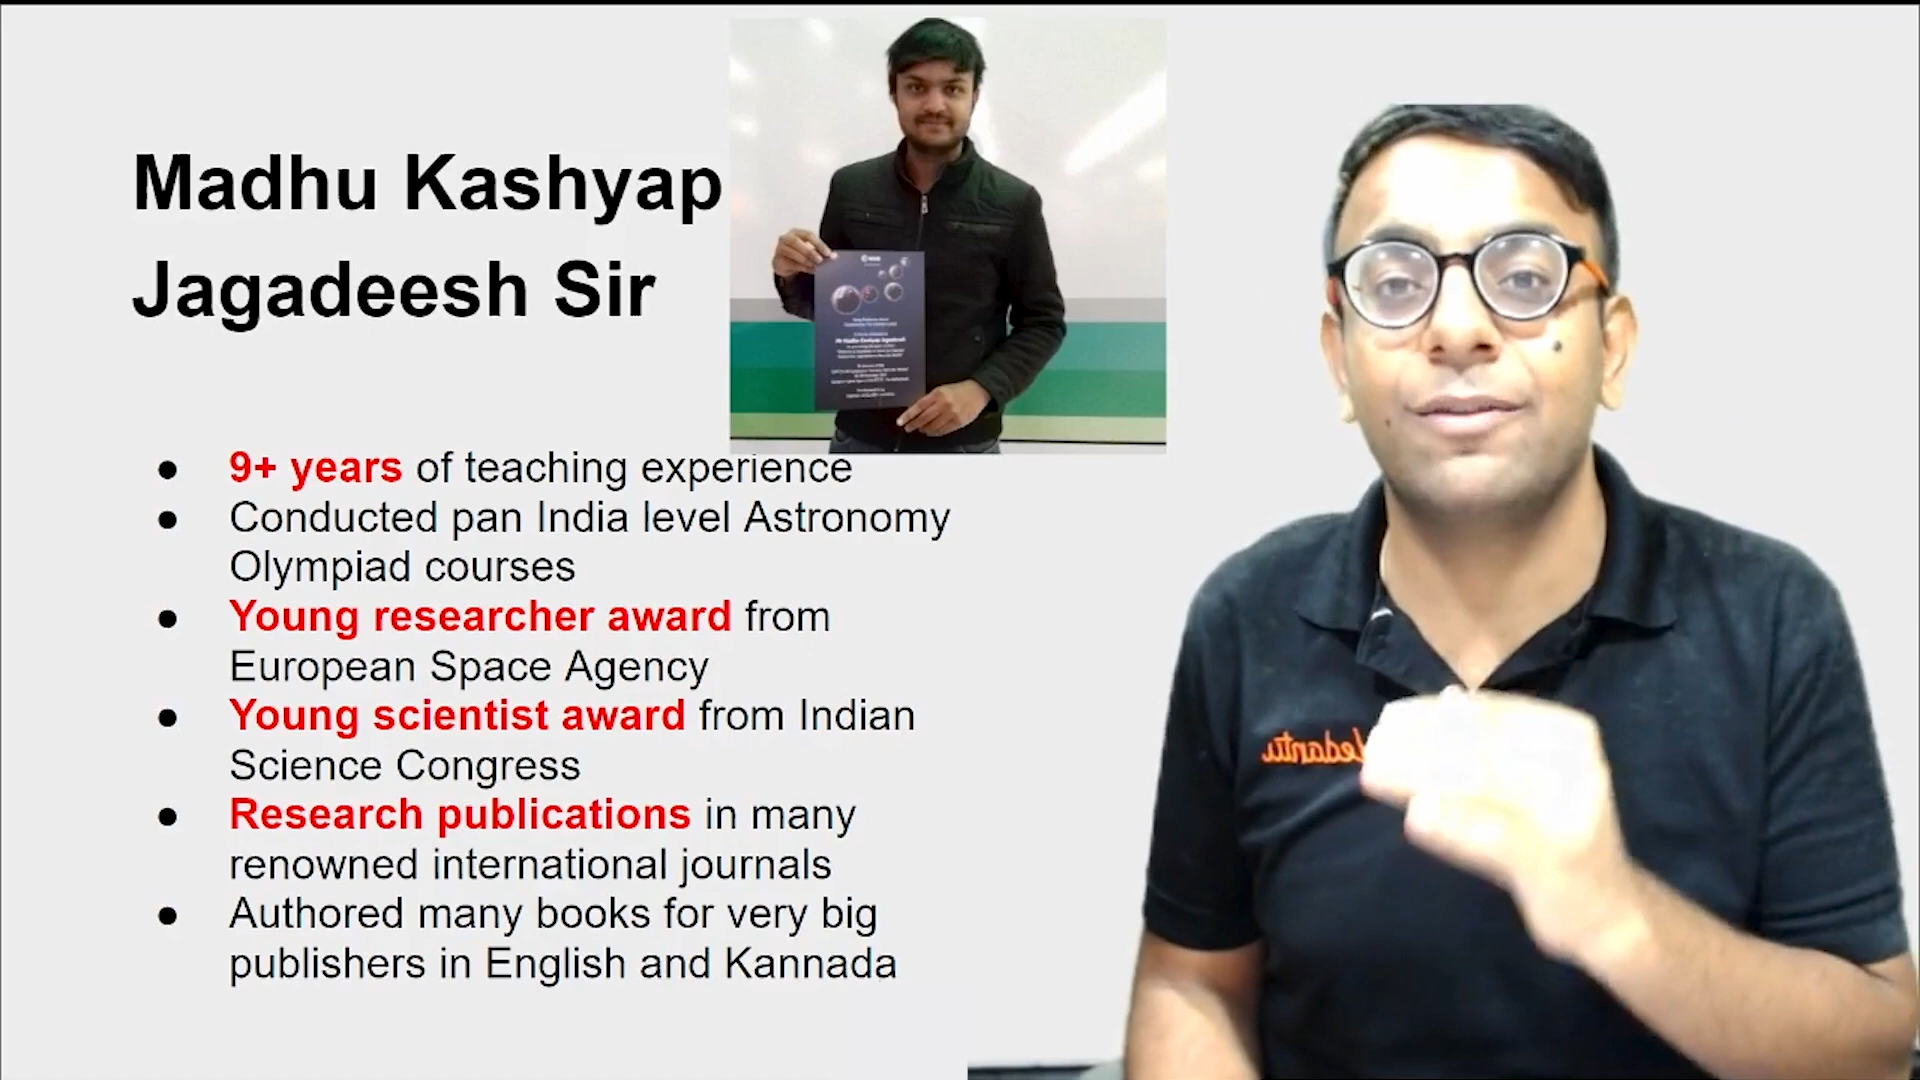 Madhu Kashyap
Jagadeesh Sir
● 9+ years of teaching experience
● Conducted pan India level Astronomy
Olympiad courses
● Young researcher award from
European Space Agency
● Young scientist award from Indian
Science Congress
● Research publications in many
renowned international journals
● Authored many books for very big
publishers in English and Kannada
Vedantu